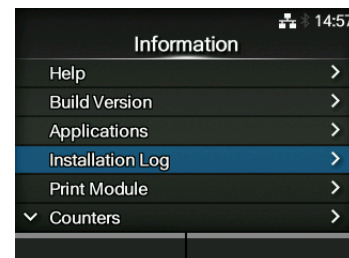 14:57
Information
Help
Build Version
Applications
Installation Log
Print Module
Counters